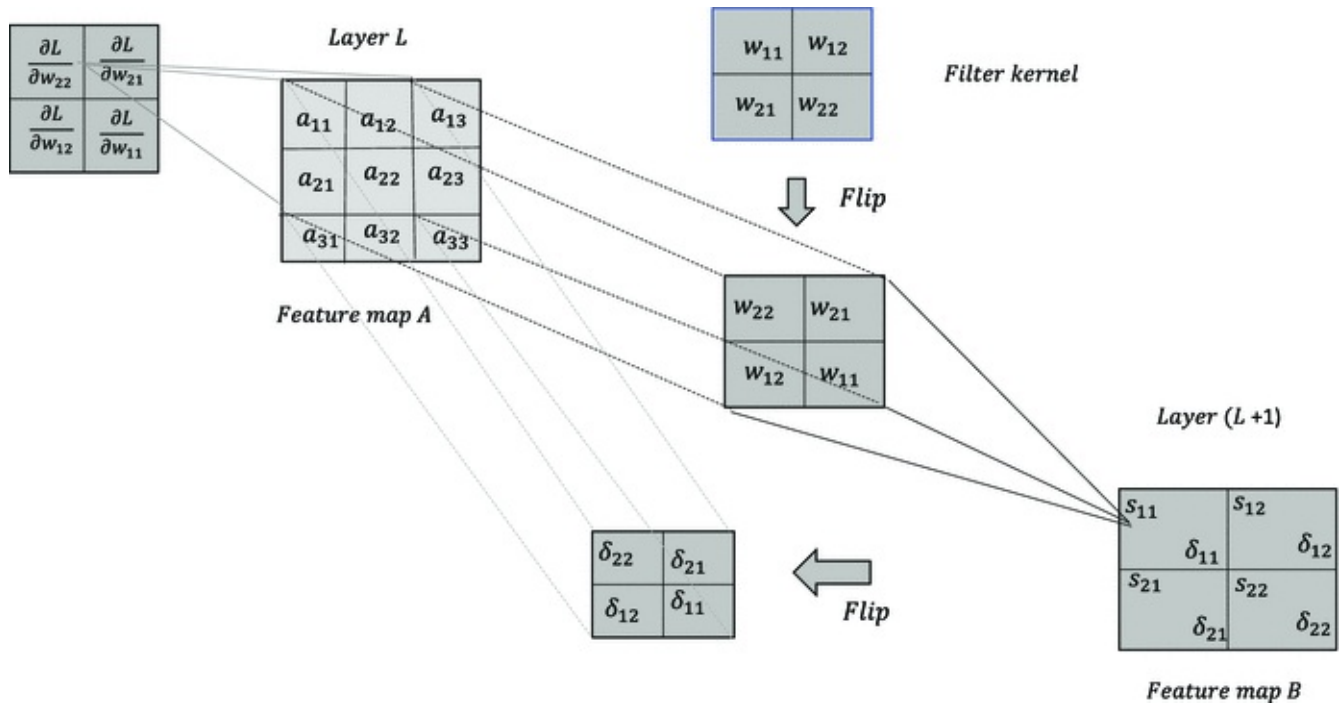 ∂L/∂w₂₂ ∂L/∂w₂₁
∂L/∂w₁₂ ∂L/∂w₁₁
Layer L
a₁₁ a₁₂ a₁₃
a₂₁ a₂₂ a₂₃
a₃₁ a₃₂ a₃₃
Feature map A
w₁₁ w₁₂
w₂₁ w₂₂
Filter kernel
Flip
w₂₂ w₂₁
w₁₂ w₁₁
Layer (L +1)
s₁₁ s₁₂
δ₁₁ δ₁₂
s₂₁ s₂₂
δ₂₁ δ₂₂
Feature map B
Flip
δ₂₂ δ₂₁
δ₁₂ δ₁₁